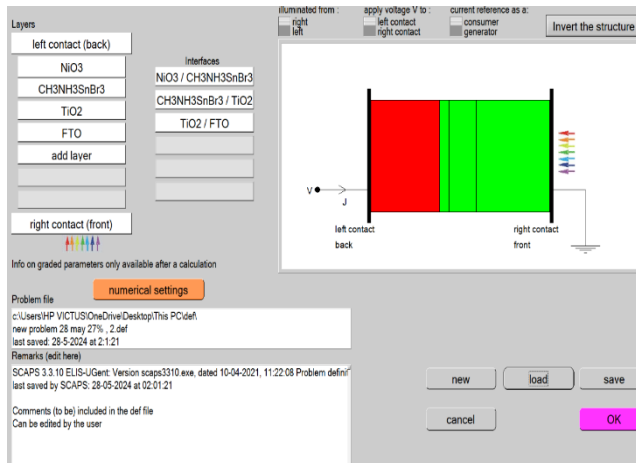 illuminated from :
apply voltage V to :
current reference as a:
right
left
left contact
right contact
consumer
generator
Invert the structure
Layers
left contact (back)
NiO3
CH3NH3SnBr3
TiO2
FTO
add layer
right contact (front)
Interfaces
NiO3 / CH3NH3SnBr3
CH3NH3SnBr3 / TiO2
TiO2 / FTO
V
J
left contact
back
right contact
front
Info on graded parameters only available after a calculation
numerical settings
Problem file
c:\Users\HP VICTUS\OneDrive\Desktop\This PC\def\
new problem 28 may 27% , 2.def
last saved: 28-5-2024 at 2:1:21
Remarks (edit here)
SCAPS 3.3.10 ELIS-UGent: Version scaps3310.exe, dated 10-04-2021, 11:22:08 Problem definit
last saved by SCAPS: 28-05-2024 at 02:01:21
Comments (to be) included in the def file
Can be edited by the user
new
load
save
cancel
OK